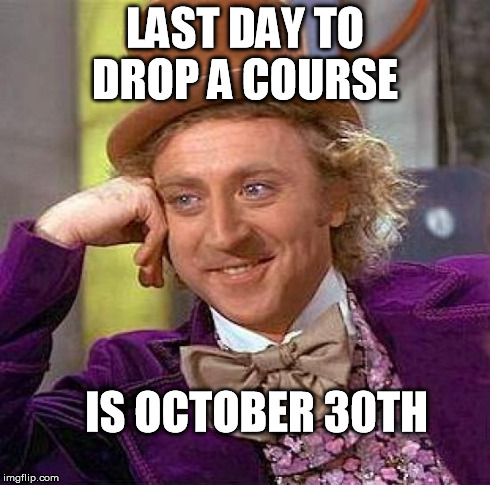 LAST DAY TO
DROP A COURSE
IS OCTOBER 30TH
imgflip.com